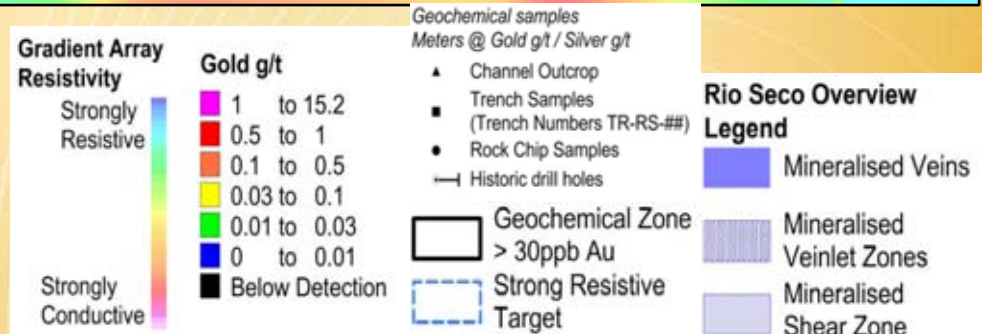 Gradient Array
Resistivity
Strongly
Resistive
Strongly
Conductive
Gold g/t
1 to 15.2
0.5 to 1
0.1 to 0.5
0.03 to 0.1
0.01 to 0.03
0 to 0.01
Below Detection
Geochemical samples
Meters @ Gold g/t / Silver g/t
Channel Outcrop
Trench Samples
(Trench Numbers TR-RS-##)
Rock Chip Samples
Historic drill holes
Geochemical Zone
> 30ppb Au
Strong Resistive
Target
Rio Seco Overview
Legend
Mineralised Veins
Mineralised
Veinlet Zones
Mineralised
Shear Zone